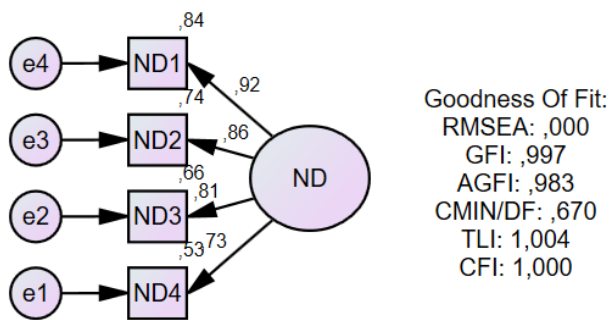 ,84
e4
ND1
,92
,74
e3
ND2
,86
ND
,66
e2
ND3
,81
,53
,73
e1
ND4
Goodness Of Fit:
RMSEA: ,000
GFI: ,997
AGFI: ,983
CMIN/DF: ,670
TLI: 1,004
CFI: 1,000